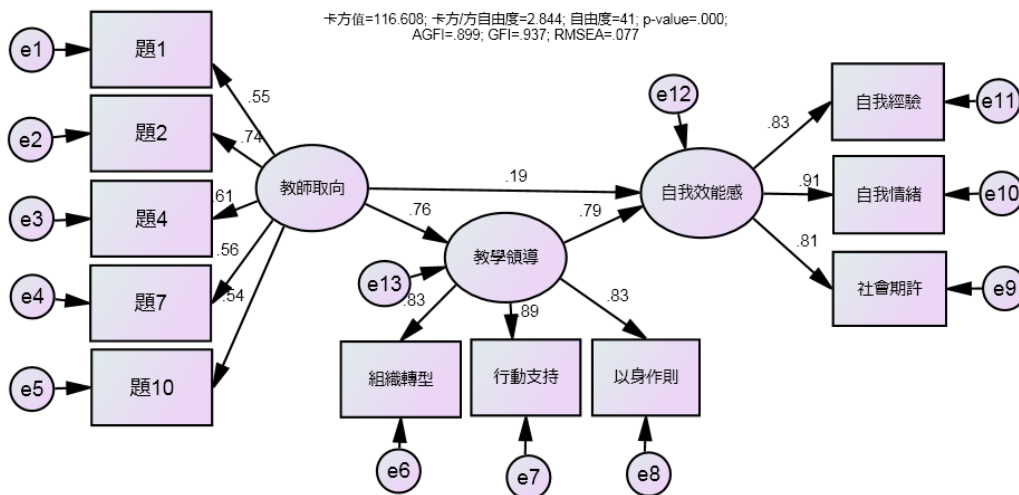 卡方值=116.608; 卡方/方自由度=2.844; 自由度=41; p-value=.000;
AGFI=.899; GFI=.937; RMSEA=.077
e1
題1
.55
e2
題2
.74
e3
題4
.61
e4
題7
.56
e5
題10
.54
教師取向
.19
.76
e12
自我效能感
.79
教學領導
e13
.83
.89
.83
組織轉型
行動支持
以身作則
e6
e7
e8
.83
自我經驗
e11
.91
自我情緒
e10
.81
社會期許
e9